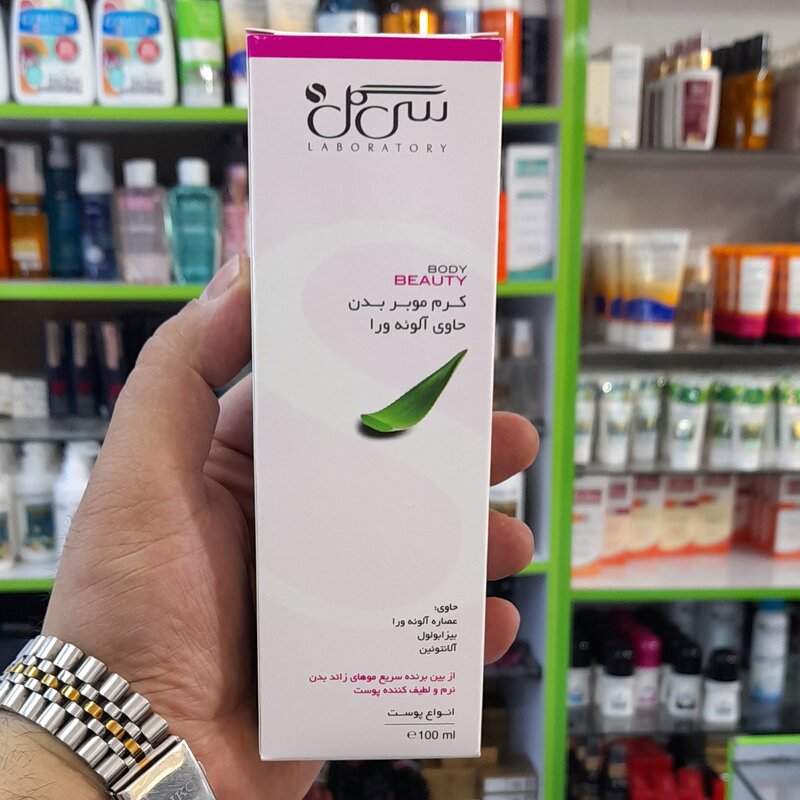 سی گل
LABORATORY
BODY
BEAUTY
کرم موبر بدن
حاوی آلوئه ورا
حاوی:
عصاره آلوئه ورا
بیزابولول
آلانتوئین
از بین برنده سریع موهای زائد بدن
نرم و لطیف کننده پوست
انواع پوست
℮100 ml